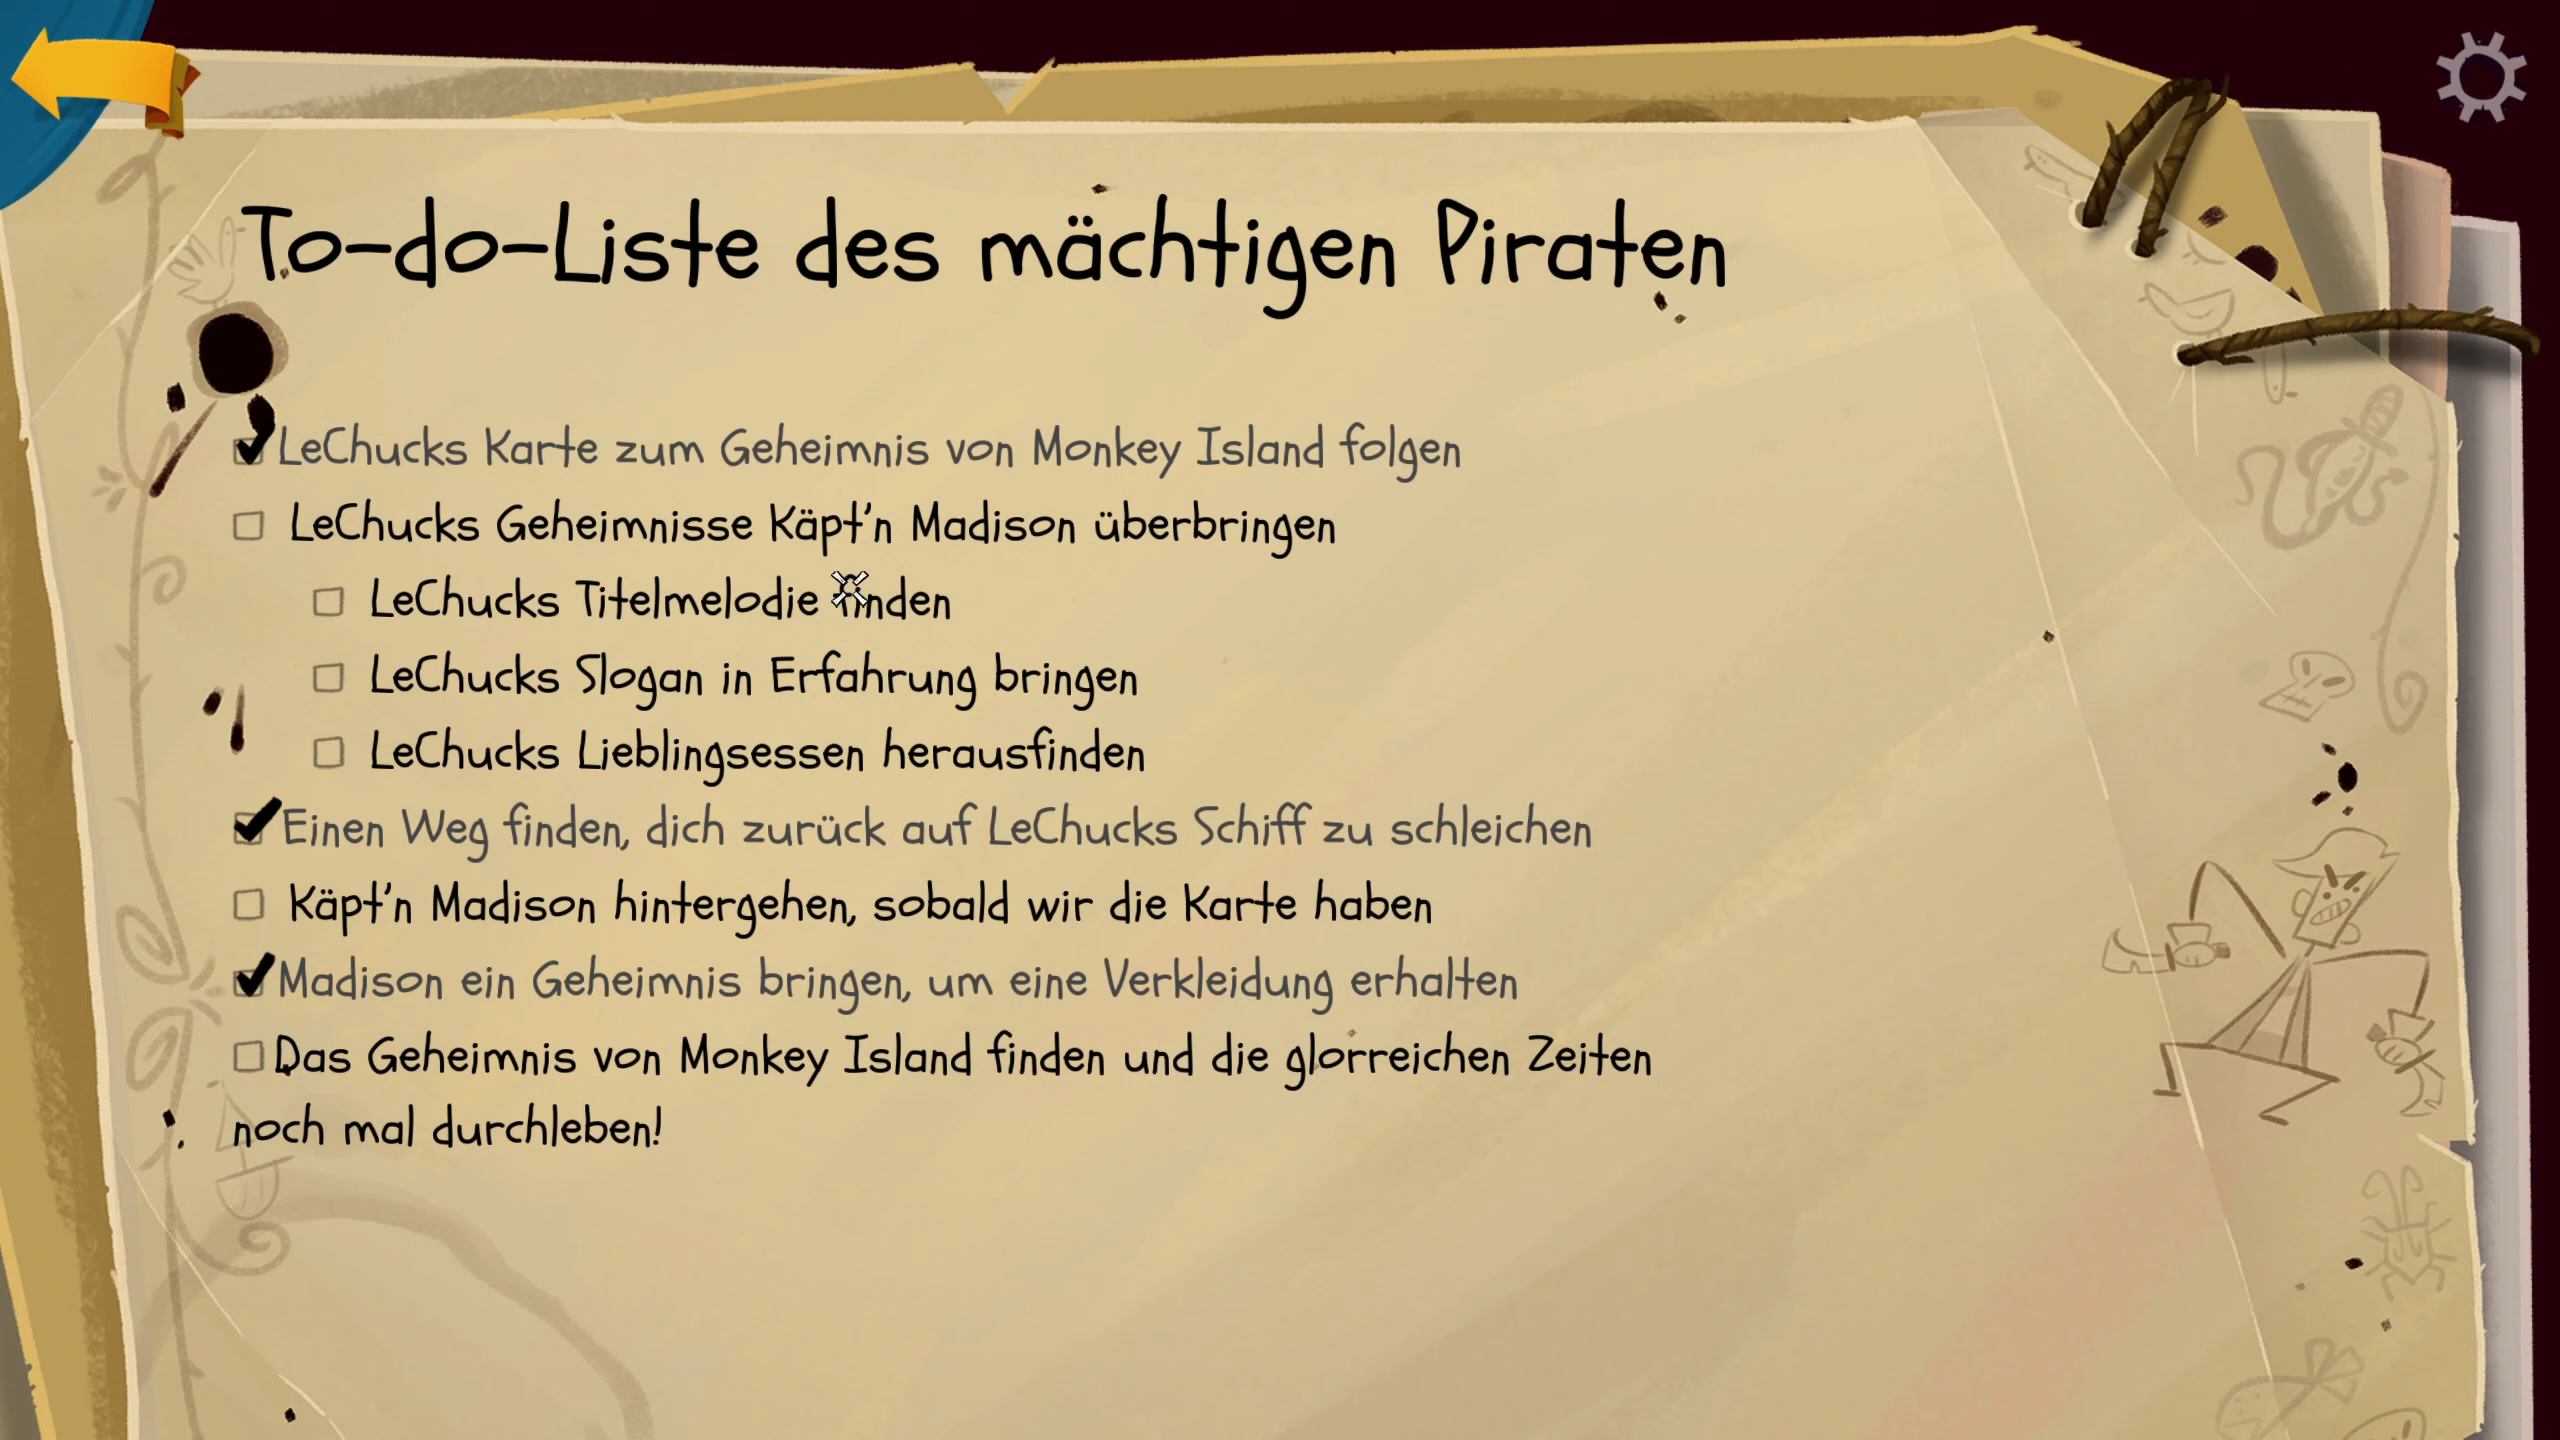 To-do-Liste des mächtigen Piraten
LeChucks Karte zum Geheimnis von Monkey Island folgen
LeChucks Geheimnisse Käpt'n Madison überbringen
LeChucks Titelmelodie finden
LeChucks Slogan in Erfahrung bringen
LeChucks Lieblingsessen herausfinden
Einen Weg finden, dich zurück auf LeChucks Schiff zu schleichen
Käpt'n Madison hintergehen, sobald wir die Karte haben
Madison ein Geheimnis bringen, um eine Verkleidung erhalten
Das Geheimnis von Monkey Island finden und die glorreichen Zeiten
noch mal durchleben!